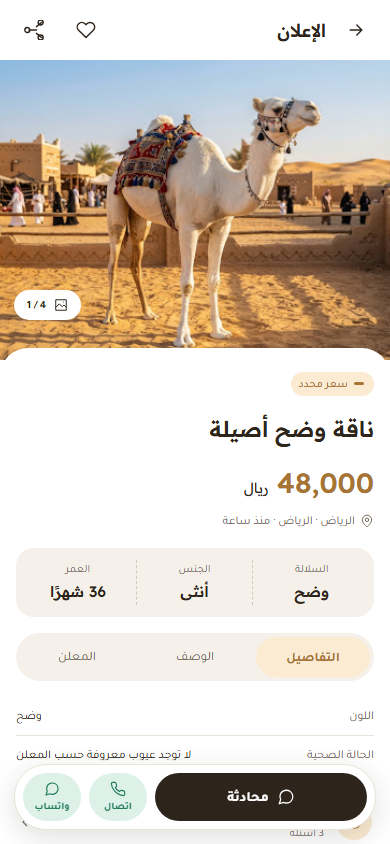 الإعلان
1/4
سعر محدد
ناقة وضح أصيلة
48,000 ريال
الرياض · الرياض · منذ ساعة
السلالة
الجنس
العمر
وضح
أنثى
36 شهرًا
التفاصيل
الوصف
المعلن
اللون
وضح
الحالة الصحية
لا توجد عيوب معروفة حسب المعلن
محادثة
اتصال
واتساب
3 أسئلة